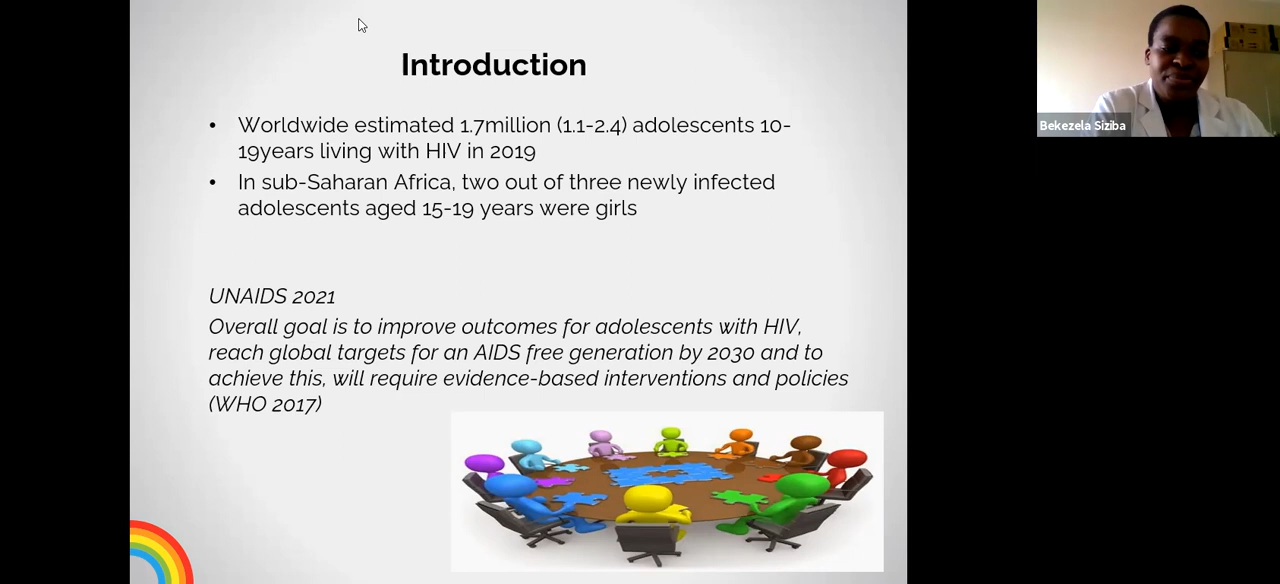 Introduction
• Worldwide estimated 1.7million (1.1-2.4) adolescents 10-
19years living with HIV in 2019
• In sub-Saharan Africa, two out of three newly infected
adolescents aged 15-19 years were girls
UNAIDS 2021
Overall goal is to improve outcomes for adolescents with HIV,
reach global targets for an AIDS free generation by 2030 and to
achieve this, will require evidence-based interventions and policies
(WHO 2017)
Bekezela Siziba